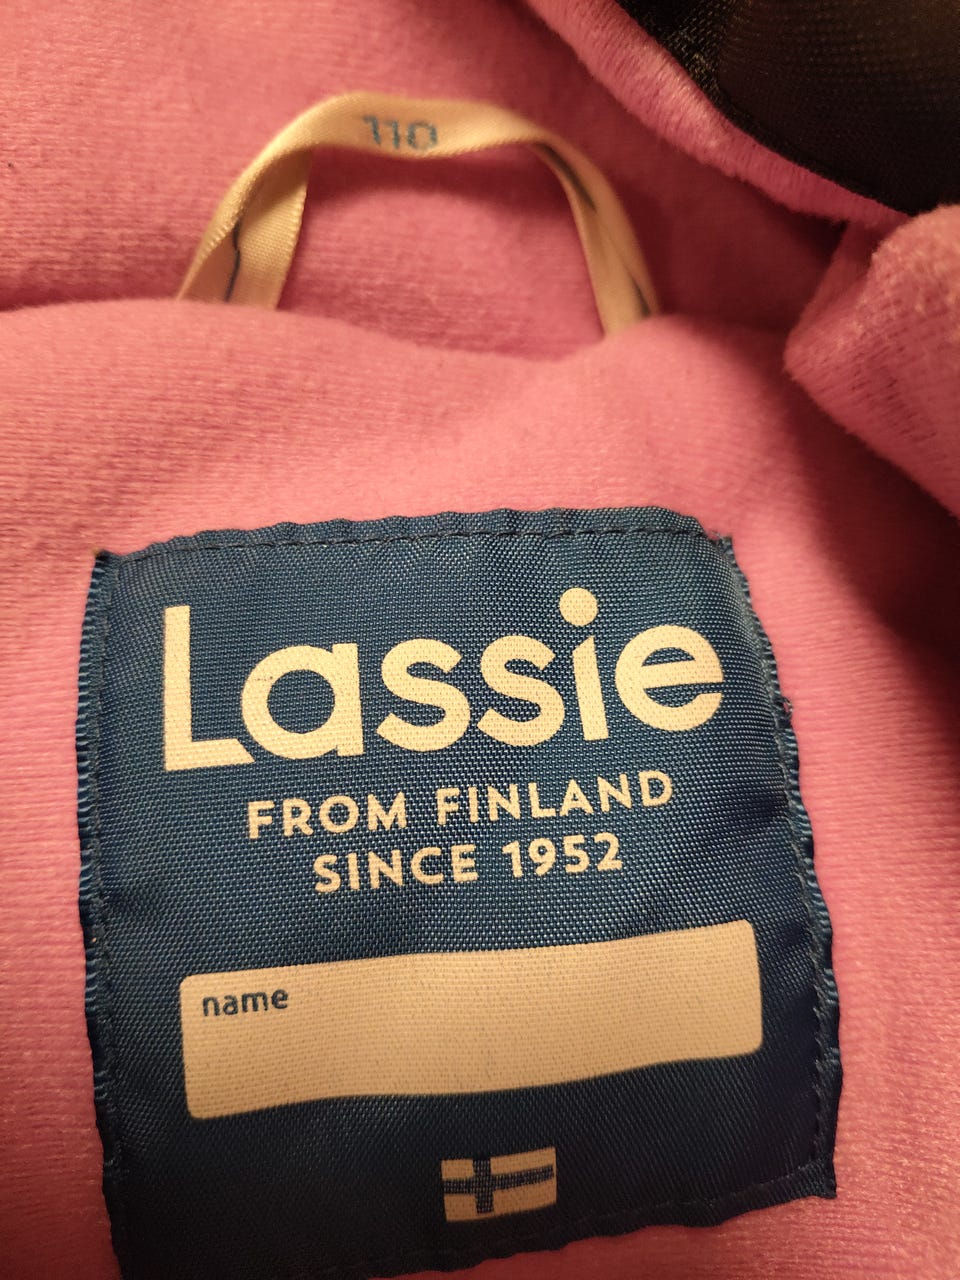 110
Lassie
FROM FINLAND
SINCE 1952
name